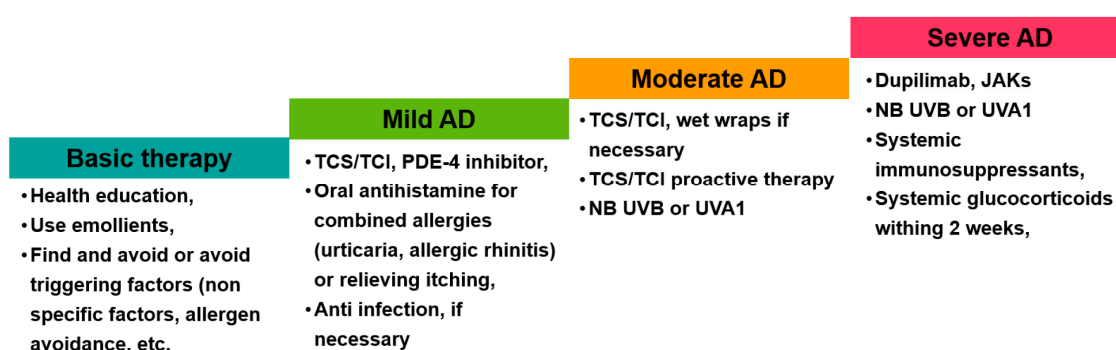 Basic therapy
•Health education,
•Use emollients,
•Find and avoid or avoid
triggering factors (non
specific factors, allergen
avoidance, etc.
Mild AD
•TCS/TCI, PDE-4 inhibitor,
•Oral antihistamine for
combined allergies
(urticaria, allergic rhinitis)
or relieving itching,
•Anti infection, if
necessary
Moderate AD
•TCS/TCI, wet wraps if
necessary
•TCS/TCI proactive therapy
•NB UVB or UVA1
Severe AD
•Dupilimab, JAKs
•NB UVB or UVA1
•Systemic
immunosuppressants,
•Systemic glucocorticoids
withing 2 weeks,